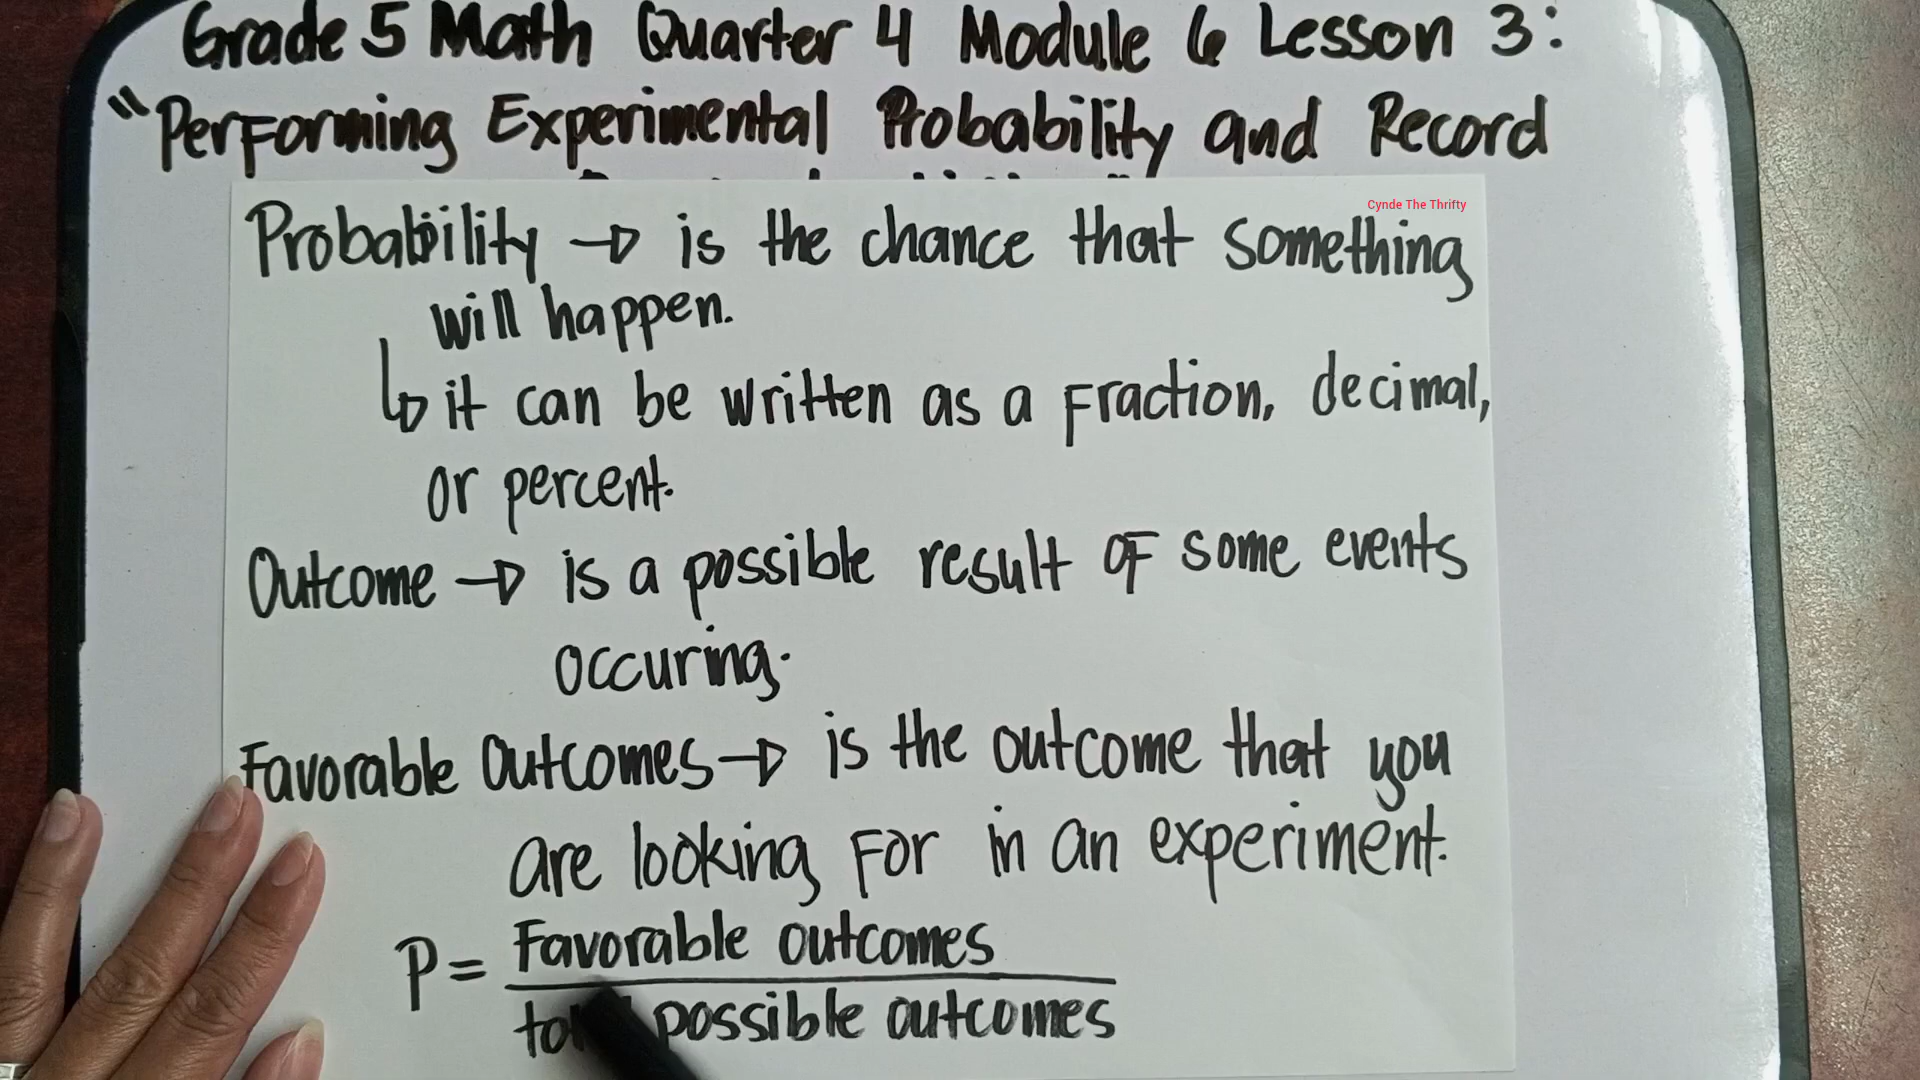 Grade 5 Math Quarter 4 Module 6 Lesson 3:
"Performing Experimental Probability and Record
Cynde The Thrifty
Probability → is the chance that something
will happen.
↳ it can be written as a fraction, decimal,
or percent.
Outcome → is a possible result of some events
occuring.
Favorable Outcomes → is the outcome that you
are looking for in an experiment.
P = Favorable outcomes
possible outcomes